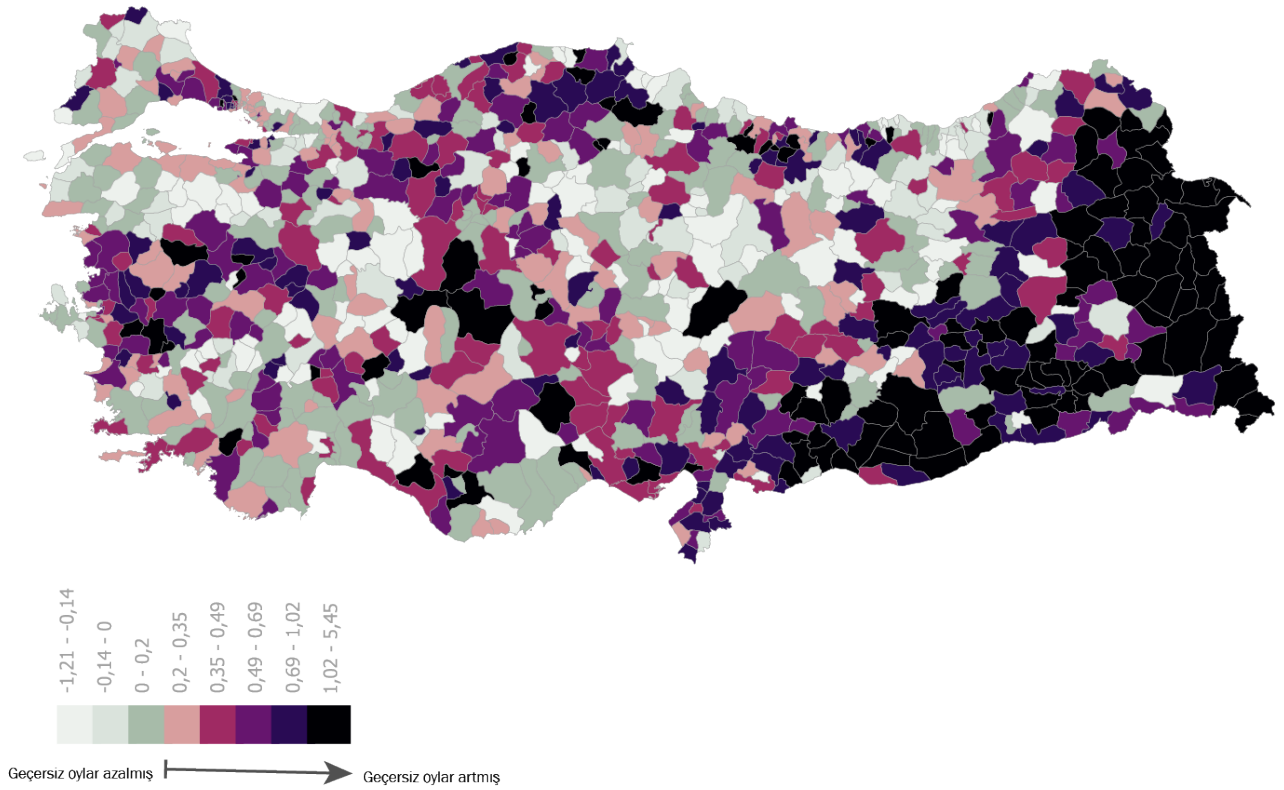 -1,21 - -0,14
-0,14 - 0
0 - 0,2
0,2 - 0,35
0,35 - 0,49
0,49 - 0,69
0,69 - 1,02
1,02 - 5,45
Geçersiz oylar azalmış
Geçersiz oylar artmış